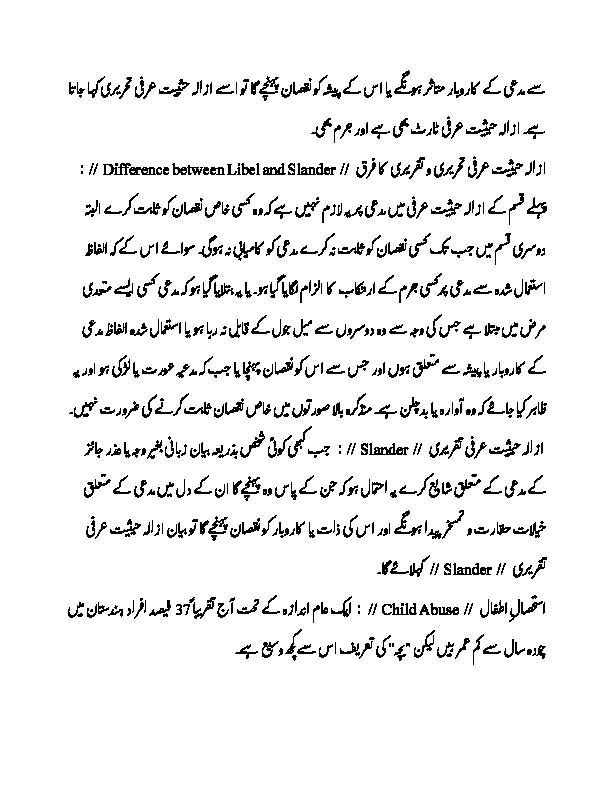 سے مدعی کے کاروبار متاثر ہونگے یا اس کے پیشہ کو نقصان پہنچے گا تو اسے ازالہ حیثیت عرفی تحریری کہا جاتا
ہے۔ ازالہ حیثیت عرفی ٹارٹ بھی ہے اور جرم بھی۔
ازالہ حیثیت عرفی تحریری و تقریری کا فرق // Difference between Libel and Slander // :
پہلے قسم کے ازالہ حیثیت عرفی میں مدعی پر یہ لازم نہیں ہے کہ وہ کسی خاص نقصان کو ثابت کرے البتہ
دوسری قسم میں جب تک کسی نقصان کو ثابت نہ کرے مدعی کو کامیابی نہ ہوگی۔ سوائے اس کے کہ الفاظ
استعمال شدہ سے مدعی پر کسی جرم کے ارتکاب کا الزام لگایا گیا ہو۔ یا یہ بتلایا گیا ہو کہ مدعی کسی ایسے متعدی
مرض میں مبتلا ہے جس کی وجہ سے وہ دوسروں سے میل جول کے قابل نہ رہا ہو یا استعمال شدہ الفاظ مدعی
کے کاروبار یا پیشہ سے متعلق ہوں اور جس سے اس کو نقصان پہنچا یا جب کہ مدعیہ عورت یا لڑکی ہو اور یہ
ظاہر کیا جائے کہ وہ آوارہ یا بدچلن ہے۔ متذکرہ بالا صورتوں میں خاص نقصان ثابت کرنے کی ضرورت نہیں۔
ازالہ حیثیت عرفی تقریری // Slander // : جب کبھی کوئی شخص بذریعہ بیان زبانی بغیر وجہ یا عذر جائز
کے مدعی کے متعلق شایع کرے یہ احتمال ہو کہ جن کے پاس وہ پہنچے گا ان کے دل میں مدعی کے متعلق
خیالات حقارت و تمسخر پیدا ہونگے اور اس کی ذات یا کاروبار کو نقصان پہنچے گا تو بیان ازالہ حیثیت عرفی
تقریری // Slander // کہلائے گا۔
استحصالِ اطفال // Child Abuse // : ایک عام اندازہ کے تحت آج تقریباً 37 فیصد افراد ہندستان میں
چودہ سال سے کم عمر ہیں لیکن "بچہ" کی تعریف اس سے کچھ وسیع ہے۔